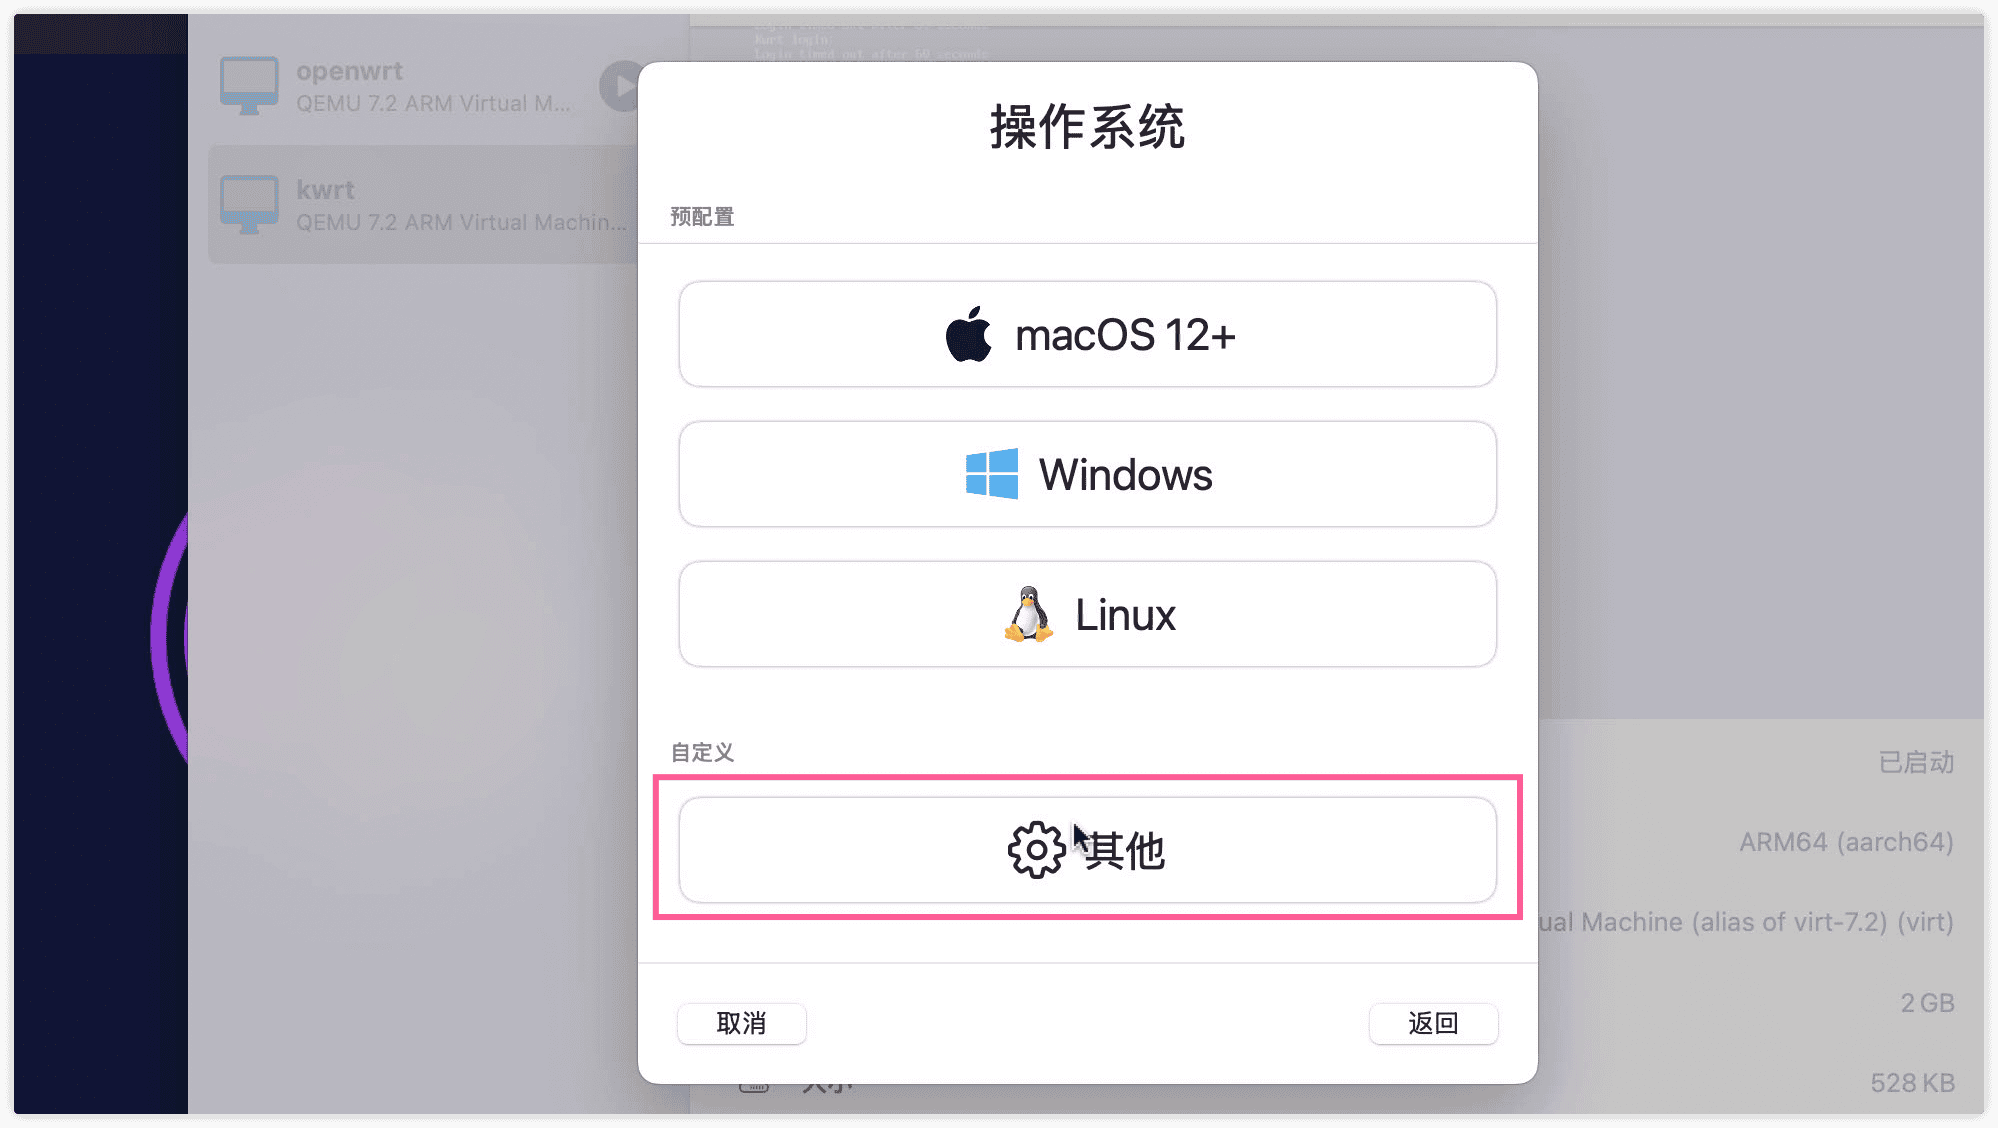 Kwrt login:
Login timed out after 60 seconds
openwrt
QEMU 7.2 ARM Virtual M...
kwrt
QEMU 7.2 ARM Virtual Machin...
操作系统
预配置
macOS 12+
Windows
Linux
自定义
其他
取消
返回
已启动
ARM64 (aarch64)
ual Machine (alias of virt-7.2) (virt)
2 GB
大小
528 KB